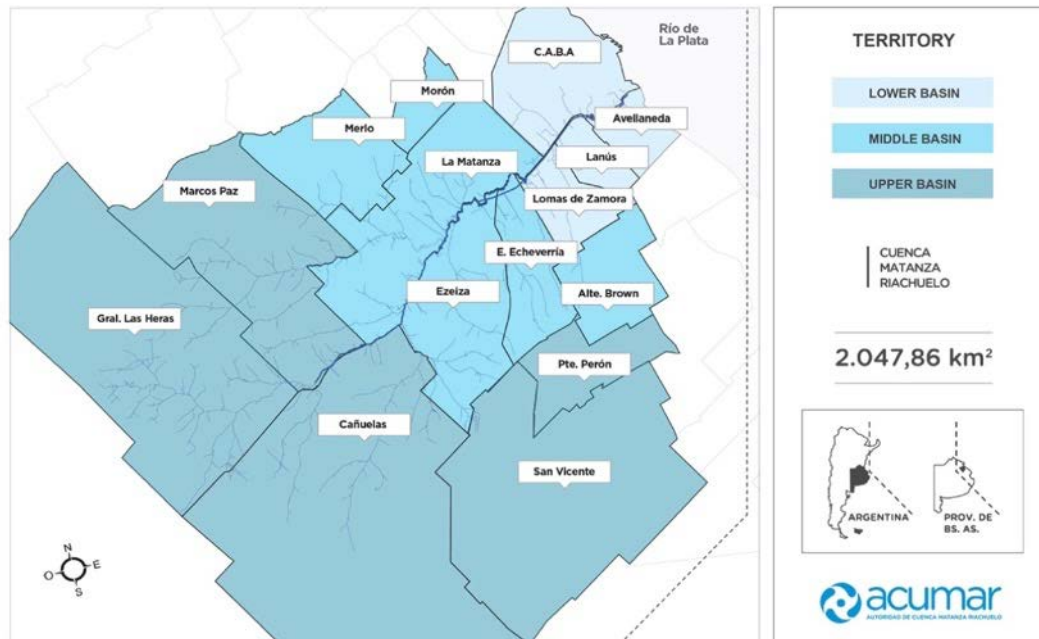 Río de
La Plata
C.A.B.A
Morón
Avellaneda
Merlo
La Matanza
Lanús
Marcos Paz
Lomas de Zamora
E. Echeverría
Ezeiza
Alte. Brown
Gral. Las Heras
Pte. Perón
Cañuelas
San Vicente
N
O
E
S
TERRITORY
LOWER BASIN
MIDDLE BASIN
UPPER BASIN
CUENCA
MATANZA
RIACHUELO
2.047,86 km²
ARGENTINA
PROV. DE
BS. AS.
acumar
AUTORIDAD DE CUENCA MATANZA RIACHUELO